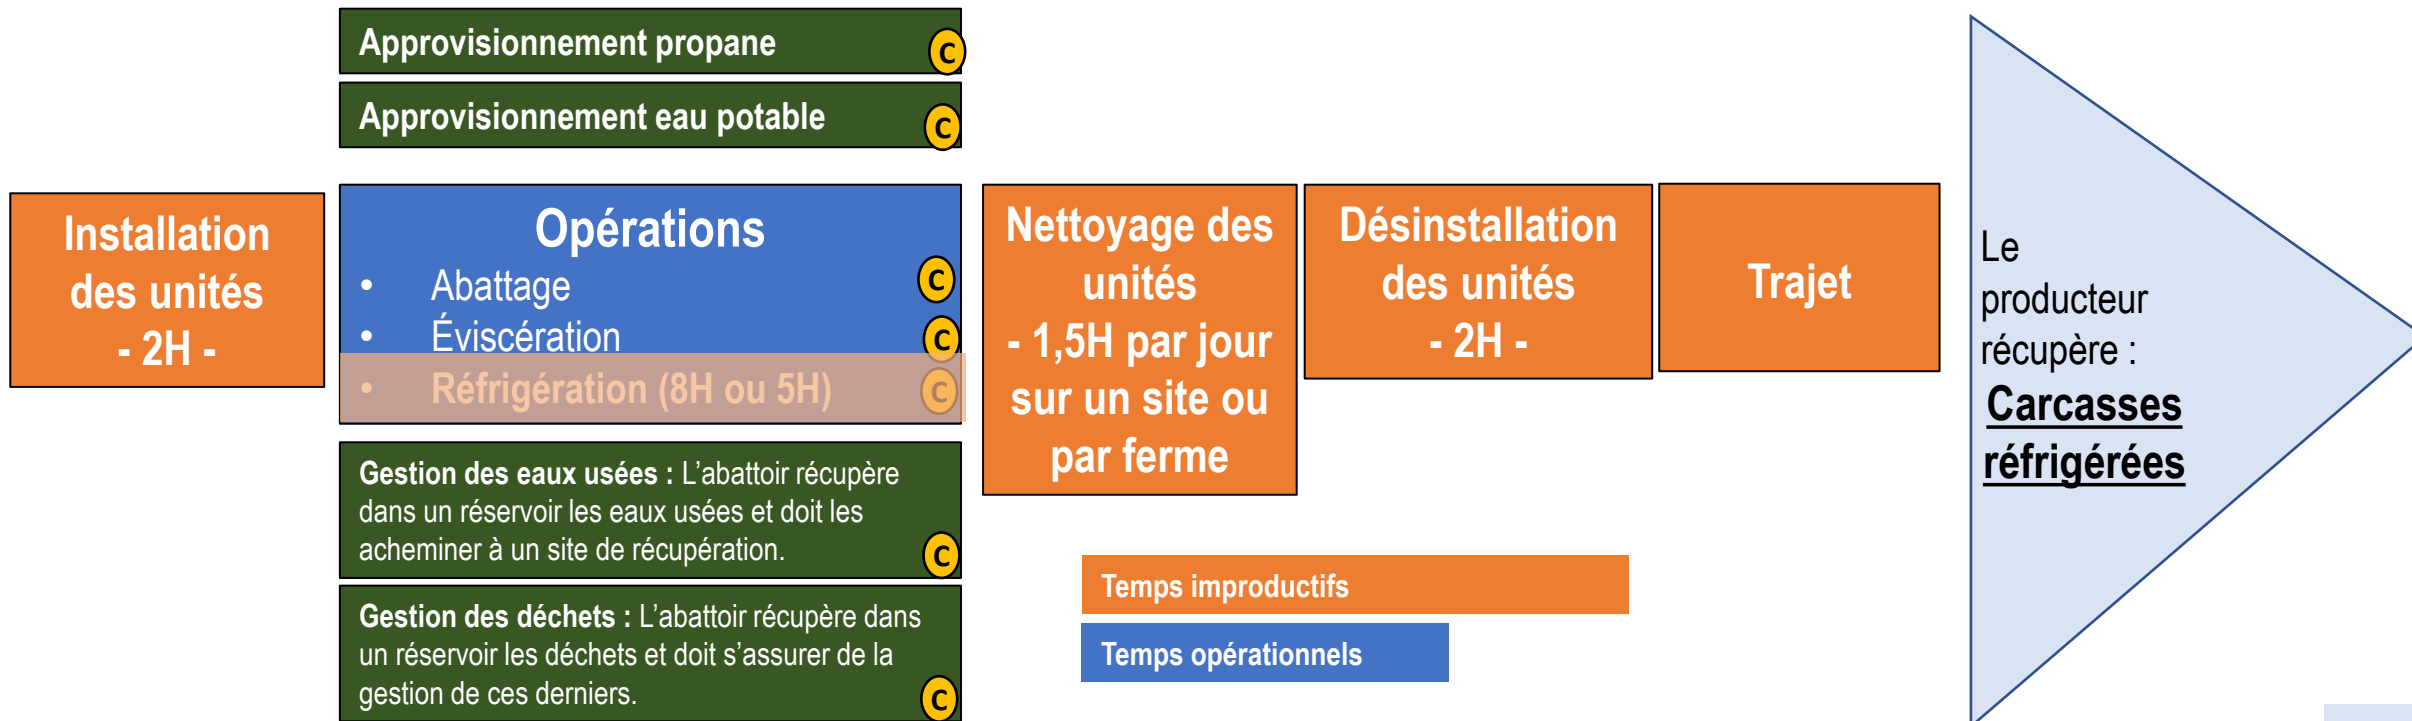 Approvisionnement propane
C
Approvisionnement eau potable
C
Installation
des unités
- 2H -
Opérations
• Abattage
C
• Éviscération
C
• Réfrigération (8H ou 5H)
C
Gestion des eaux usées : L’abattoir récupère
dans un réservoir les eaux usées et doit les
acheminer à un site de récupération.
C
Gestion des déchets : L’abattoir récupère dans
un réservoir les déchets et doit s’assurer de la
gestion de ces derniers.
C
Nettoyage des
unités
- 1,5H par jour
sur un site ou
par ferme
Désinstallation
des unités
- 2H -
Trajet
Le
producteur
récupère :
Carcasses
réfrigérées
Temps improductifs
Temps opérationnels